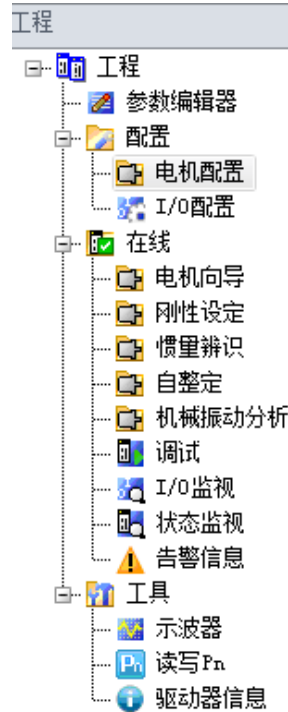 工程
工程
参数编辑器
配置
电机配置
I/O配置
在线
电机向导
刚性设定
惯量辨识
自整定
机械振动分析
调试
I/O监视
状态监视
告警信息
工具
示波器
Pn 读写Pn
驱动器信息